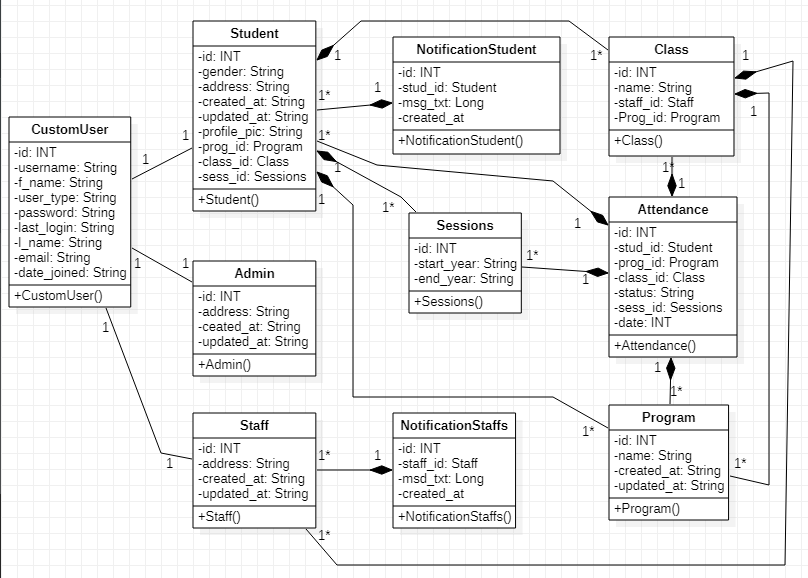 CustomUser
-id: INT
-username: String
-f_name: String
-user_type: String
-password: String
-last_login: String
-l_name: String
-email: String
-date_joined: String
+CustomUser()
1
1
1
1
1
1
Student
-id: INT
-gender: String
-address: String
-created_at: String
-updated_at: String
-profile_pic: String
-prog_id: Program
-class_id: Class
-sess_id: Sessions
+Student()
1
1*
1*
1
1
Admin
-id: INT
-address: String
-ceated_at: String
-updated_at: String
+Admin()
Staff
-id: INT
-address: String
-created_at: String
-updated_at: String
+Staff()
1*
1*
1
NotificationStudent
-id: INT
-stud_id: Student
-msg_txt: Long
-created_at
+NotificationStudent()
1*
Sessions
-id: INT
-start_year: String
-end_year: String
+Sessions()
1*
1
NotificationStaffs
-id: INT
-staff_id: Staff
-msd_txt: Long
-created_at
+NotificationStaffs()
1
1*
Class
-id: INT
-name: String
-staff_id: Staff
-Prog_id: Program
+Class()
1
1
1*
1
1
1
Attendance
-id: INT
-stud_id: Student
-prog_id: Program
-class_id: Class
-status: String
-sess_id: Sessions
-date: INT
+Attendance()
1
1*
1*
Program
-id: INT
-name: String
-created_at: String
-updated_at: String
+Program()
1*